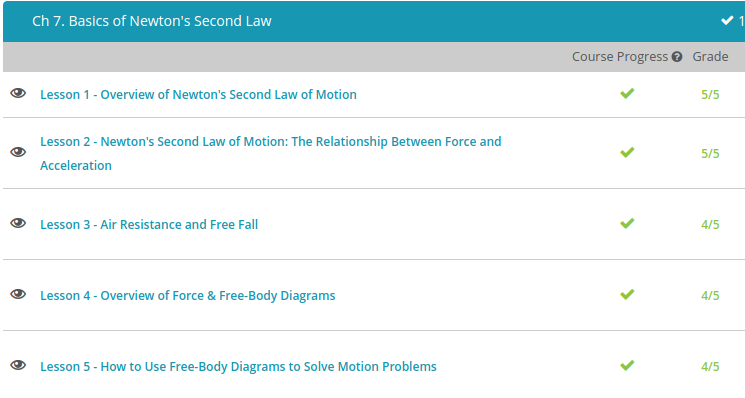 Ch 7. Basics of Newton's Second Law
Course Progress Grade
Lesson 1 - Overview of Newton's Second Law of Motion 5/5
Lesson 2 - Newton's Second Law of Motion: The Relationship Between Force and
Acceleration 5/5
Lesson 3 - Air Resistance and Free Fall 4/5
Lesson 4 - Overview of Force & Free-Body Diagrams 4/5
Lesson 5 - How to Use Free-Body Diagrams to Solve Motion Problems 4/5